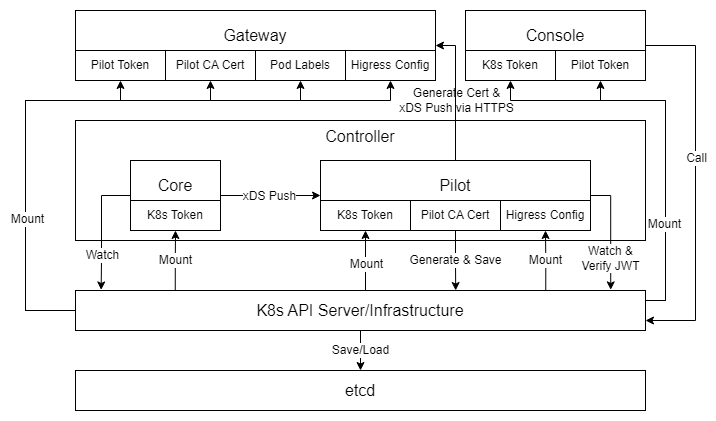 Gateway
Pilot Token
Pilot CA Cert
Pod Labels
Higress Config
Console
K8s Token
Pilot Token
Generate Cert &
xDS Push via HTTPS
Controller
Call
Core
K8s Token
xDS Push
Pilot
K8s Token
Pilot CA Cert
Higress Config
Mount
Mount
Watch
Mount
Mount
Generate & Save
Mount
Watch &
Verify JWT
K8s API Server/Infrastructure
Save/Load
etcd